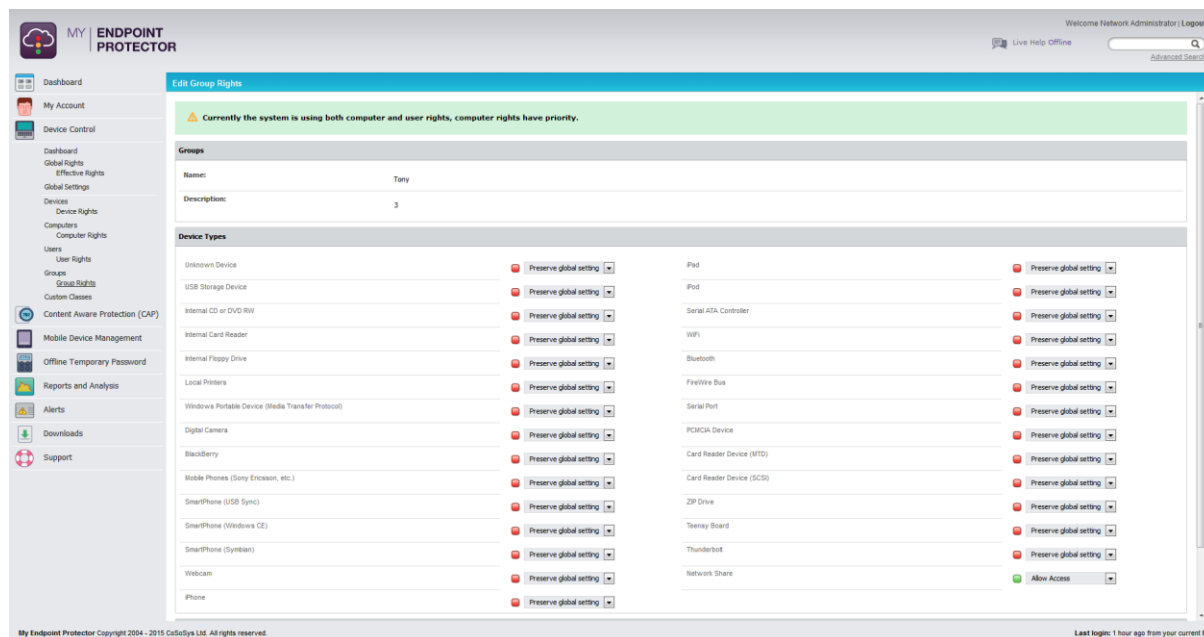 Welcome Network Administrator | Logout
MY | ENDPOINT
PROTECTOR
Live Help Offline
Advanced Search
Dashboard
My Account
Device Control
Dashboard
Global Rights
Effective Rights
Global Settings
Devices
Device Rights
Computers
Computer Rights
Users
User Rights
Groups
Group Rights
Custom Classes
Content Aware Protection (CAP)
Mobile Device Management
Offline Temporary Password
Reports and Analysis
Alerts
Downloads
Support
Edit Group Rights
Currently the system is using both computer and user rights, computer rights have priority.
Groups
Name: Tony
Description: 3
Device Types
Unknown Device Preserve global setting iPad Preserve global setting
USB Storage Device Preserve global setting iPod Preserve global setting
Internal CD or DVD RW Preserve global setting Serial ATA Controller Preserve global setting
Internal Card Reader Preserve global setting WiFi Preserve global setting
Internal Floppy Drive Preserve global setting Bluetooth Preserve global setting
Local Printers Preserve global setting FireWire Bus Preserve global setting
Windows Portable Device (Media Transfer Protocol) Preserve global setting Serial Port Preserve global setting
Digital Camera Preserve global setting PCMCIA Device Preserve global setting
BlackBerry Preserve global setting Card Reader Device (MTD) Preserve global setting
Mobile Phones (Sony Ericsson, etc.) Preserve global setting Card Reader Device (SCSI) Preserve global setting
SmartPhone (USB Sync) Preserve global setting ZIP Drive Preserve global setting
SmartPhone (Windows CE) Preserve global setting Teensy Board Preserve global setting
SmartPhone (Symbian) Preserve global setting Thunderbolt Preserve global setting
Webcam Preserve global setting Network Share Allow Access
iPhone Preserve global setting
My Endpoint Protector Copyright 2004 - 2015 CoSoSys Ltd. All rights reserved.
Last login: 1 hour ago from your current